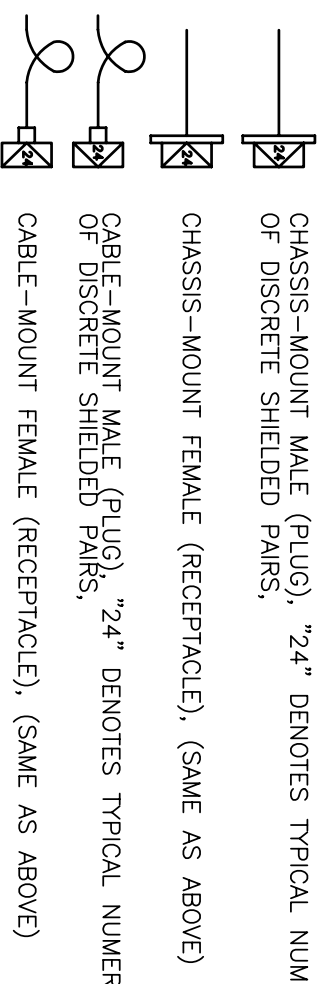 24 CHASSIS-MOUNT MALE (PLUG), "24" DENOTES TYPICAL NUM
OF DISCRETE SHIELDED PAIRS,
24 CHASSIS-MOUNT FEMALE (RECEPTACLE), (SAME AS ABOVE)
24 CABLE-MOUNT MALE (PLUG), "24" DENOTES TYPICAL NUMER
OF DISCRETE SHIELDED PAIRS,
24 CABLE-MOUNT FEMALE (RECEPTACLE), (SAME AS ABOVE)